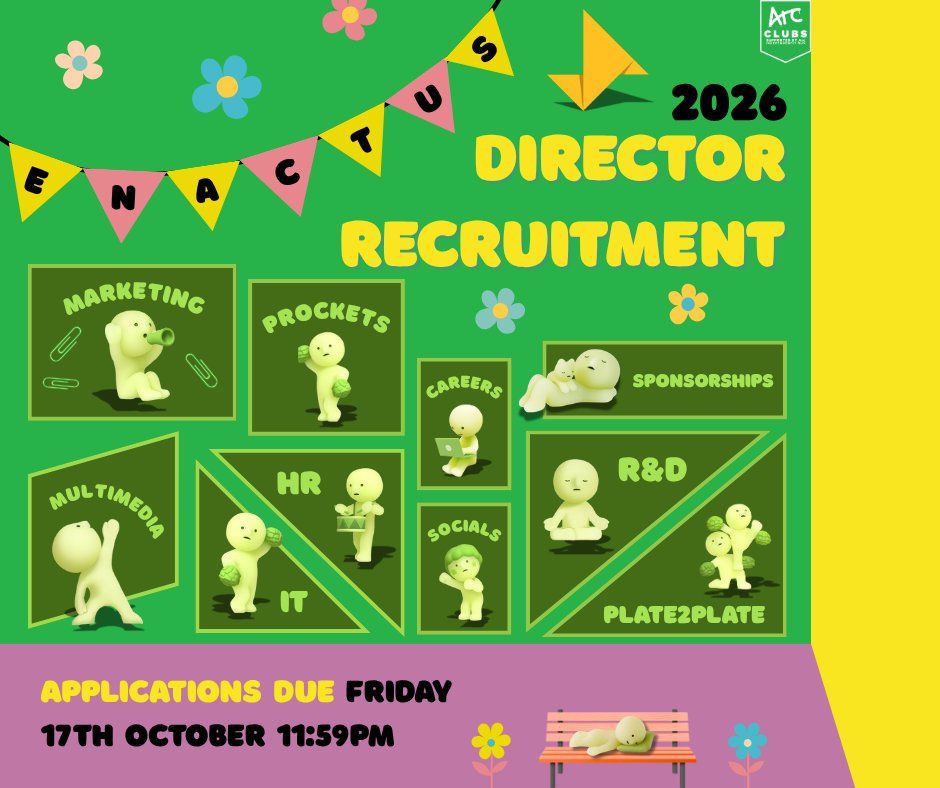 ENACTUS
Arc
CLUBS
2026
DIRECTOR
RECRUITMENT
MARKETING
PROCKETS
CAREERS
SPONSORSHIPS
MULTIMEDIA
HR
IT
SOCIALS
R&D
PLATE2PLATE
APPLICATIONS DUE FRIDAY
17TH OCTOBER 11:59PM